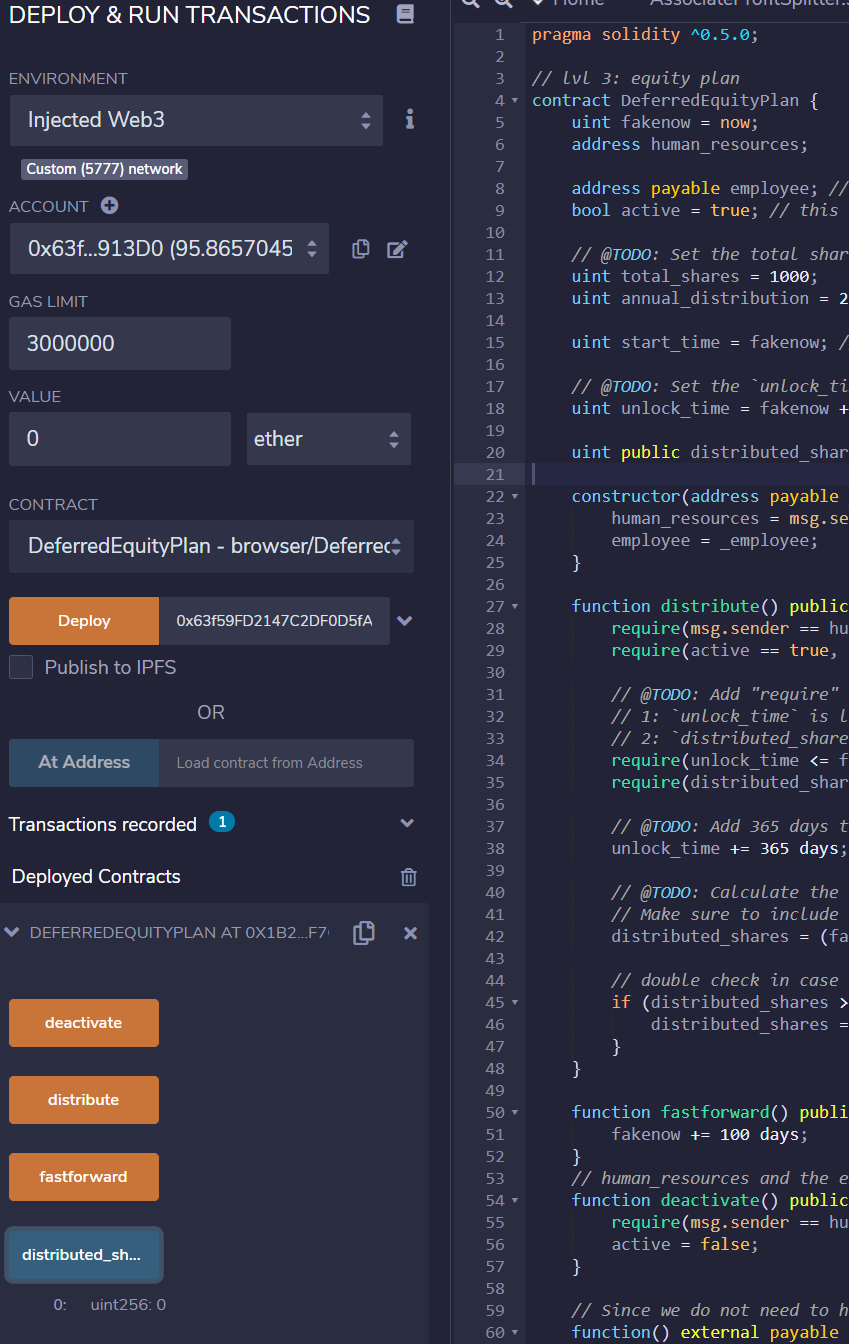 DEPLOY & RUN TRANSACTIONS
ENVIRONMENT
Injected Web3
Custom (5777) network
ACCOUNT
0x63f...913D0 (95.8657045
GAS LIMIT
3000000
VALUE
0
ether
CONTRACT
DeferredEquityPlan - browser/Deferrec
Deploy
0x63f59FD2147C2DF0D5fA
Publish to IPFS
OR
At Address
Load contract from Address
Transactions recorded 1
Deployed Contracts
DEFERREDEQUITYPLAN AT 0X1B2...F7
deactivate
distribute
fastforward
distributed_sh...
0: uint256: 0
Home
1 pragma solidity ^0.5.0;
2
3 // lvl 3: equity plan
4 contract DeferredEquityPlan {
5 uint fakenow = now;
6 address human_resources;
7
8 address payable employee; //
9 bool active = true; // this
10
11 // @TODO: Set the total shar
12 uint total_shares = 1000;
13 uint annual_distribution = 2
14
15 uint start_time = fakenow; /
16
17 // @TODO: Set the `unlock_ti
18 uint unlock_time = fakenow +
19
20 uint public distributed_shar
21
22 constructor(address payable
23 human_resources = msg.se
24 employee = _employee;
25 }
26
27 function distribute() public
28 require(msg.sender == hu
29 require(active == true,
30
31 // @TODO: Add "require"
32 // 1: `unlock_time` is l
33 // 2: `distributed_share
34 require(unlock_time <= f
35 require(distributed_shar
36
37 // @TODO: Add 365 days t
38 unlock_time += 365 days;
39
40 // @TODO: Calculate the
41 // Make sure to include
42 distributed_shares = (fa
43
44 // double check in case
45 if (distributed_shares >
46 distributed_shares =
47 }
48 }
49
50 function fastforward() publi
51 fakenow += 100 days;
52 }
53 // human_resources and the e
54 function deactivate() public
55 require(msg.sender == hu
56 active = false;
57 }
58
59 // Since we do not need to h
60 function() external payable